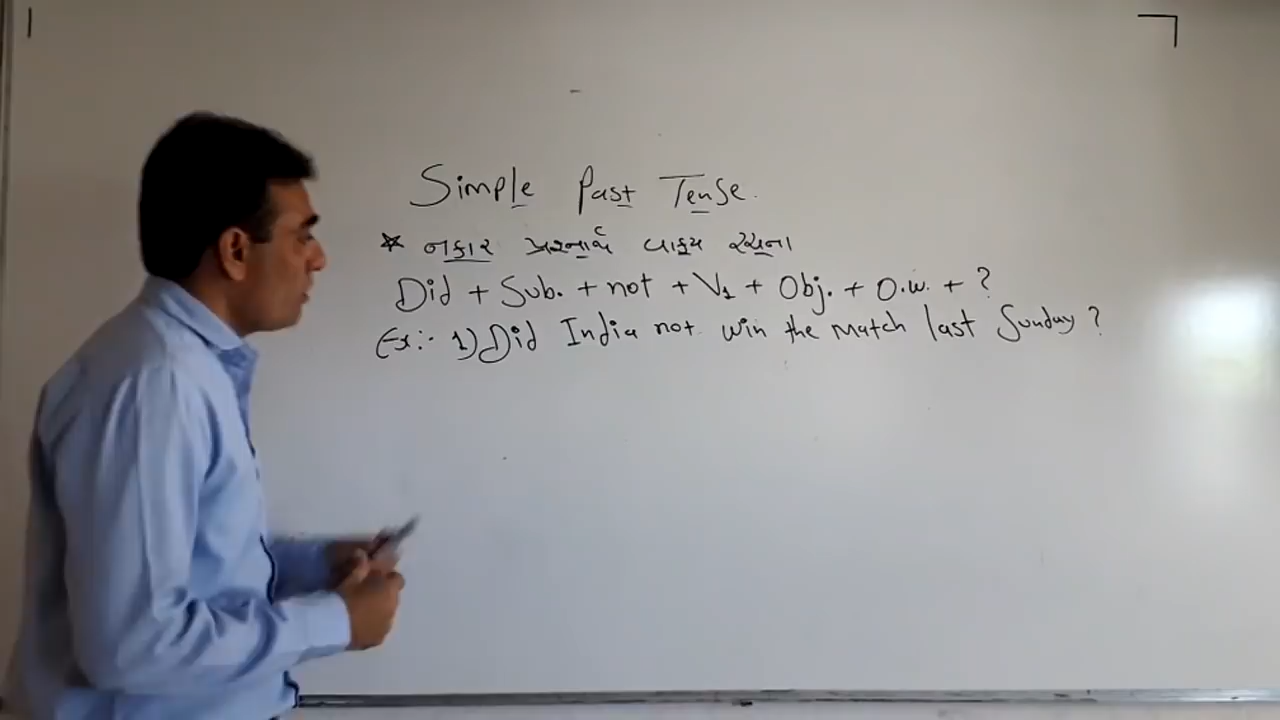 Simple Past Tense.
☆ નકાર પ્રશ્નાર્થ વાક્ય રચના
Did + Sub. + not + V1 + Obj. + O.w. + ?
Ex:- 1) Did India not win the match last Sunday ?